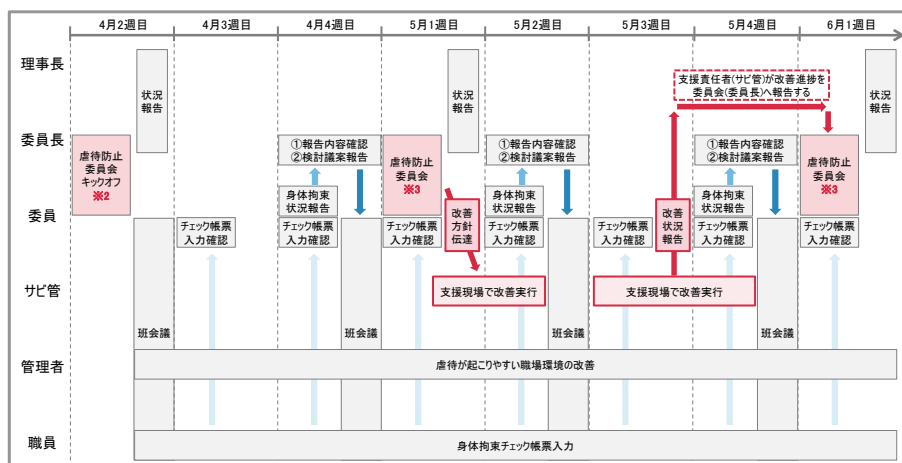 4月2週目
4月3週目
4月4週目
5月1週目
5月2週目
5月3週目
5月4週目
6月1週目
理事長
状況
報告
状況
報告
支援責任者(サビ管)が改善進捗を
委員会(委員長)へ報告する
状況
報告
委員長
虐待防止
委員会
キックオフ
※2
①報告内容確認
②検討議案報告
虐待防止
委員会
※3
①報告内容確認
②検討議案報告
①報告内容確認
②検討議案報告
虐待防止
委員会
※3
身体拘束
状況報告
身体拘束
状況報告
身体拘束
状況報告
委員
チェック帳票
入力確認
チェック帳票
入力確認
チェック帳票
入力確認
改善
方針
伝達
チェック帳票
入力確認
チェック帳票
入力確認
改善
状況
報告
チェック帳票
入力確認
チェック帳票
入力確認
サビ管
支援現場で改善実行
支援現場で改善実行
班会議
班会議
班会議
班会議
管理者
虐待が起こりやすい職場環境の改善
職員
身体拘束チェック帳票入力